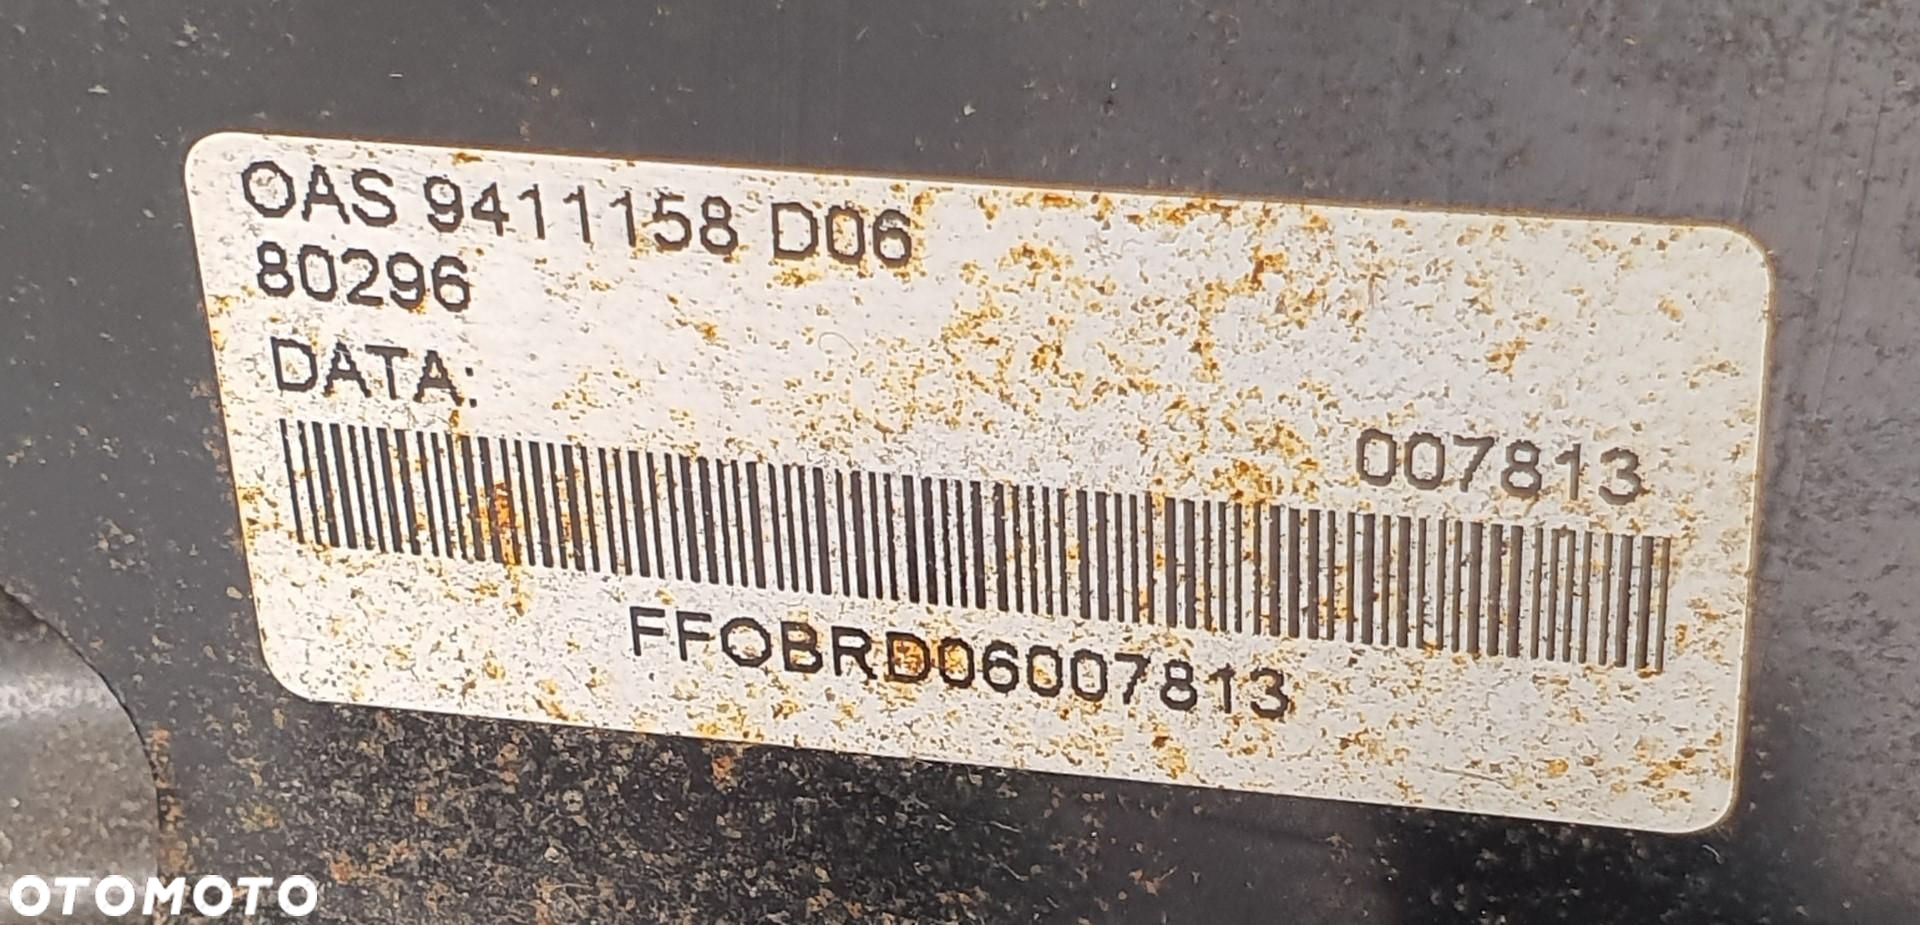 OAS 9411158 D06
80296
DATA:
007813
FFOBRD06007813
OTOMOTO